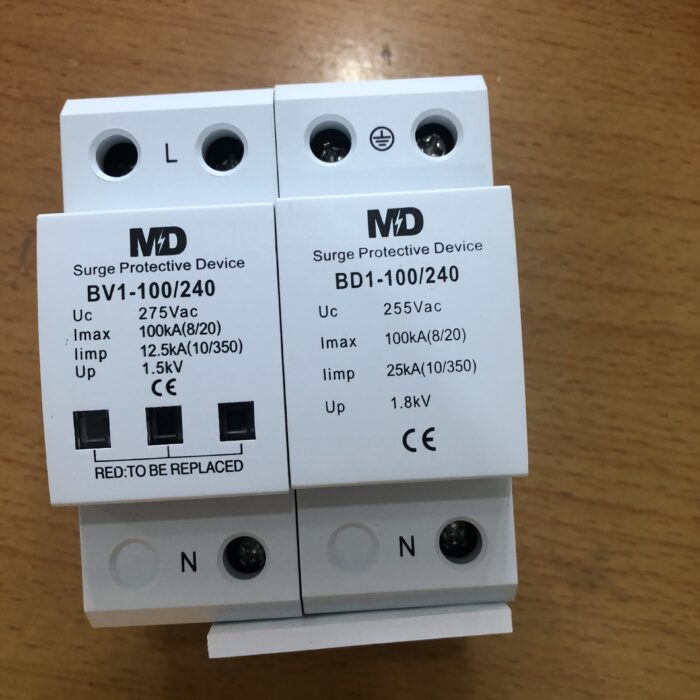 L
MD
Surge Protective Device
BV1-100/240
Uc 275Vac
Imax 100kA(8/20)
Iimp 12.5kA(10/350)
Up 1.5kV
CE
RED:TO BE REPLACED
N
MD
Surge Protective Device
BD1-100/240
Uc 255Vac
Imax 100kA(8/20)
Iimp 25kA(10/350)
Up 1.8kV
CE
N